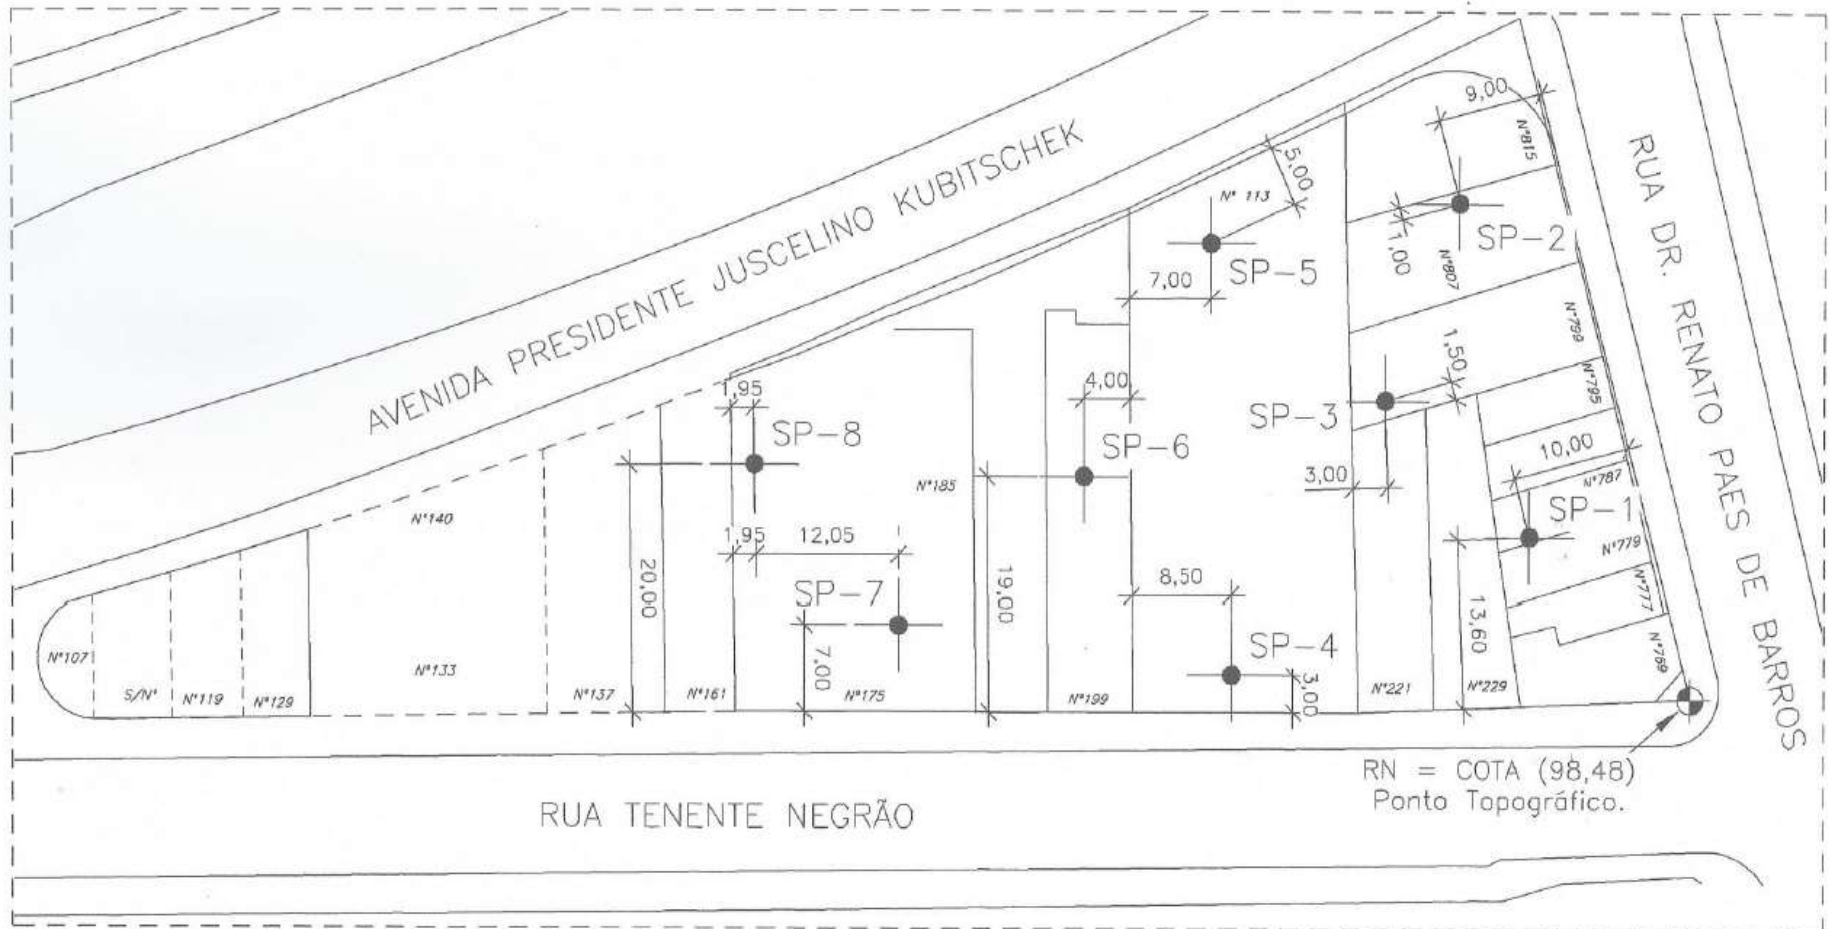 9,00
N°815
RUA DR. RENATO PAES DE BARROS
AVENIDA PRESIDENTE JUSCELINO KUBITSCHEK
5,00
N° 113
SP-2
1,00
N°807
SP-5
7,00
N°799
1,50
N°795
4,00
1,95
SP-3
SP-8
SP-6
10,00
3,00
N°787
N°185
N°140
SP-1
1,95
12,05
N°779
20,00
19,00
8,50
SP-7
N°777
13,60
SP-4
7,00
N°769
N°107
N°133
3,00
S/N°
N°119
N°129
N°137
N°161
N°175
N°199
N°221
N°229
RN = COTA (98,48)
Ponto Topográfico.
RUA TENENTE NEGRÃO